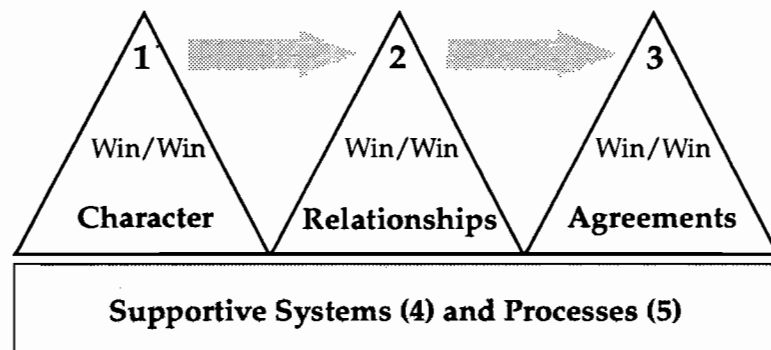 1 2 3
Win/Win Win/Win Win/Win
Character Relationships Agreements
Supportive Systems (4) and Processes (5)